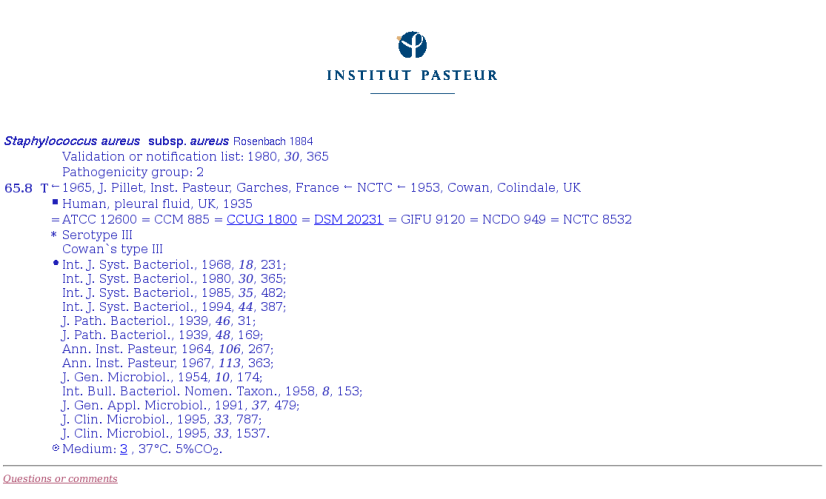 INSTITUT PASTEUR
Staphylococcus aureus subsp. aureus Rosenbach 1884
Validation or notification list: 1980, 30, 365
Pathogenicity group: 2
65.8 T ← 1965, J. Pillet, Inst. Pasteur, Garches, France ← NCTC ← 1953, Cowan, Colindale, UK
■ Human, pleural fluid, UK, 1935
= ATCC 12600 = CCM 885 = CCUG 1800 = DSM 20231 = GIFU 9120 = NCDO 949 = NCTC 8532
* Serotype III
Cowan`s type III
Int. J. Syst. Bacteriol., 1968, 18, 231;
Int. J. Syst. Bacteriol., 1980, 30, 365;
Int. J. Syst. Bacteriol., 1985, 35, 482;
Int. J. Syst. Bacteriol., 1994, 44, 387;
J. Path. Bacteriol., 1939, 46, 31;
J. Path. Bacteriol., 1939, 48, 169;
Ann. Inst. Pasteur, 1964, 106, 267;
Ann. Inst. Pasteur, 1967, 113, 363;
J. Gen. Microbiol., 1954, 10, 174;
Int. Bull. Bacteriol. Nomen. Taxon., 1958, 8, 153;
J. Gen. Appl. Microbiol., 1991, 37, 479;
J. Clin. Microbiol., 1995, 33, 787;
J. Clin. Microbiol., 1995, 33, 1537.
Medium: 3 , 37°C. 5%CO₂.
Questions or comments